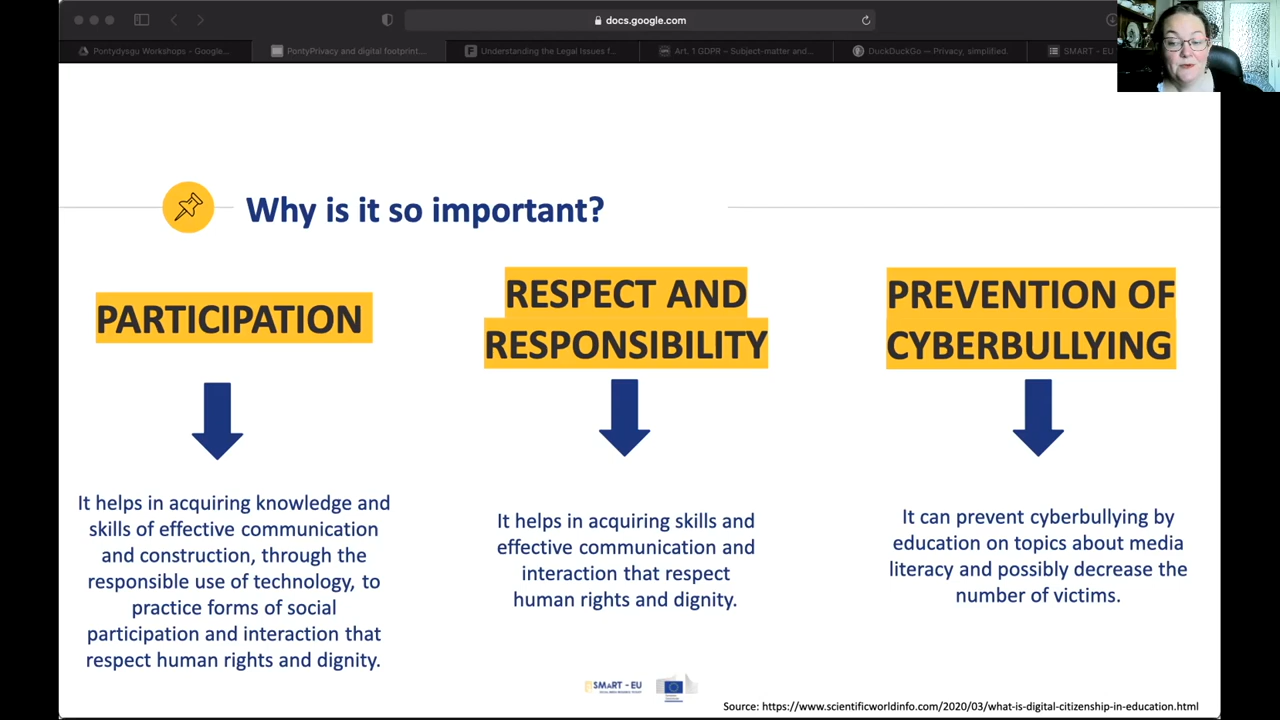 docs.google.com
Pontydysgu Workshops - Google...
PontyPrivacy and digital footprint...
Understanding the Legal Issues f...
Art. 1 GDPR – Subject-matter and...
DuckDuckGo — Privacy, simplified.
SMART - EU
Why is it so important?
PARTICIPATION
It helps in acquiring knowledge and
skills of effective communication
and construction, through the
responsible use of technology, to
practice forms of social
participation and interaction that
respect human rights and dignity.
RESPECT AND
RESPONSIBILITY
It helps in acquiring skills and
effective communication and
interaction that respect
human rights and dignity.
PREVENTION OF
CYBERBULLYING
It can prevent cyberbullying by
education on topics about media
literacy and possibly decrease the
number of victims.
SMART - EU
Source: https://www.scientificworldinfo.com/2020/03/what-is-digital-citizenship-in-education.html